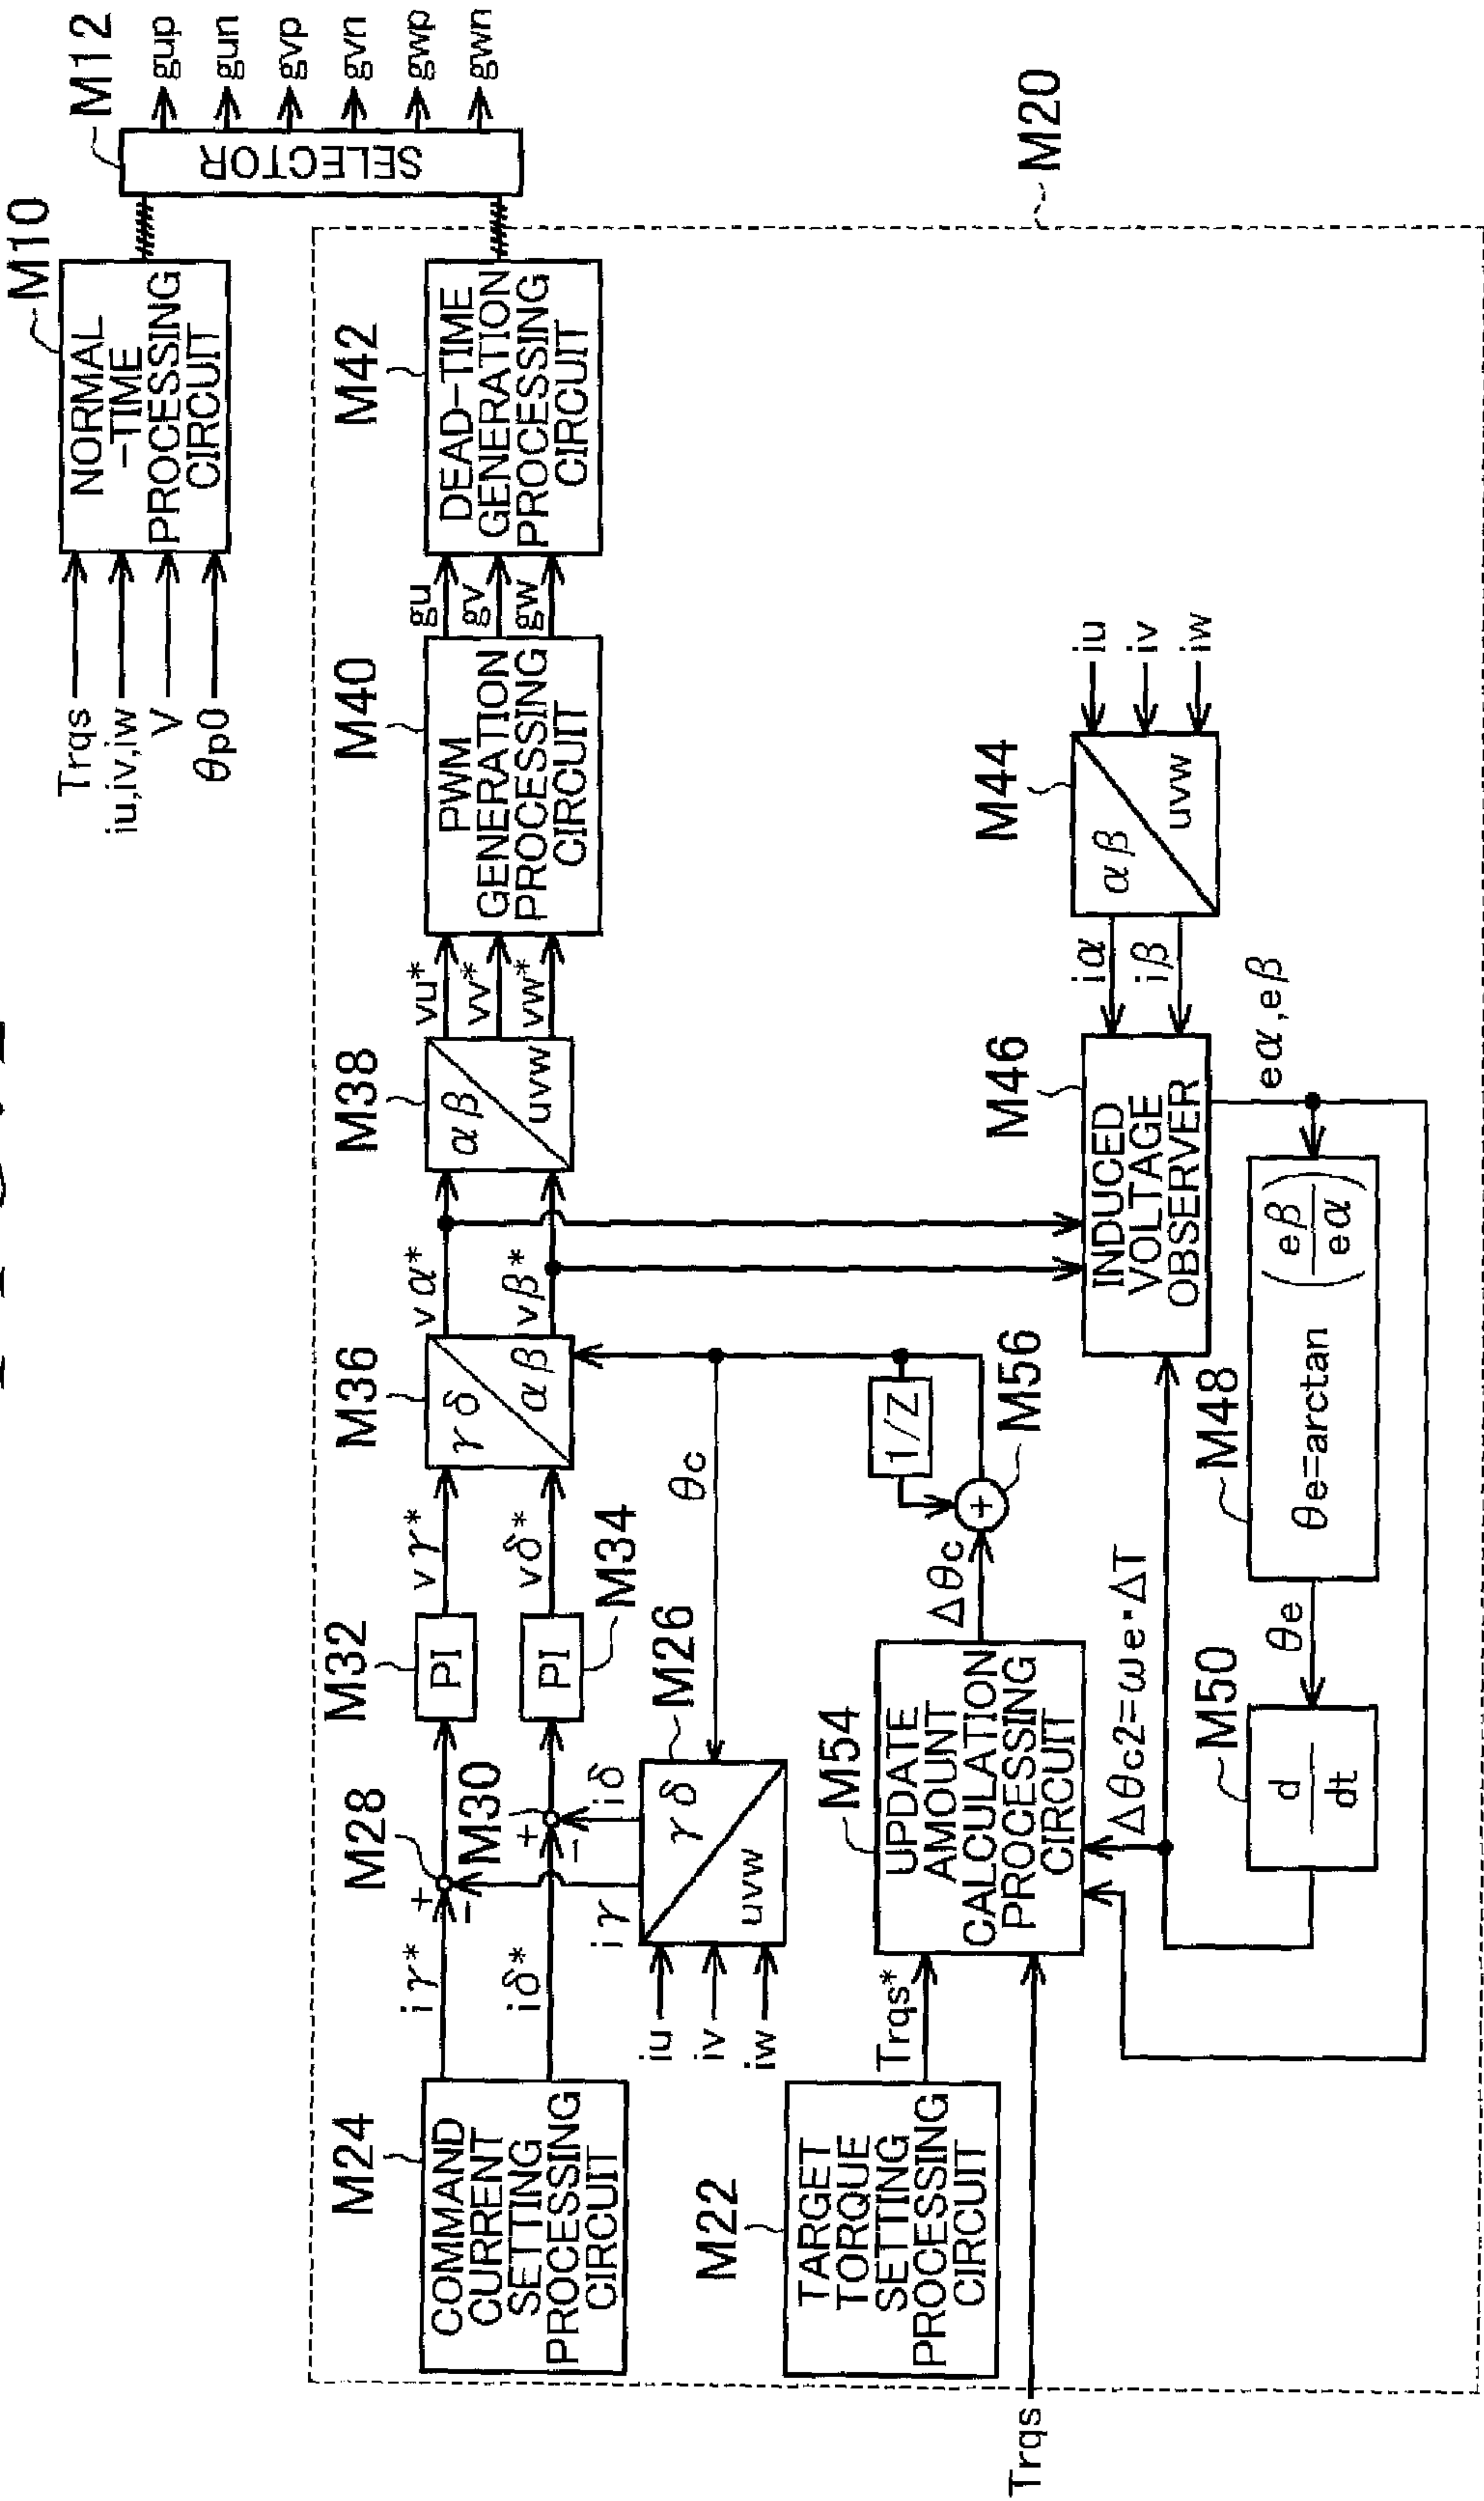 M10
Trqs
iu,iv,iw
V
θp0
NORMAL
-TIME
PROCESSING
CIRCUIT
M12
SELECTOR
gup
gun
gvp
gvn
gwp
gwn
M20
M24
COMMAND
CURRENT
SETTING
PROCESSING
CIRCUIT
iγ*
iδ*
M28
+
-
M30
+
-
M32
PI
PI
M34
vγ*
vδ*
M36
γδ
αβ
vα*
vβ*
M38
αβ
uvw
vu*
vv*
vw*
M40
PWM
GENERATION
PROCESSING
CIRCUIT
gu
gv
gw
M42
DEAD-TIME
GENERATION
PROCESSING
CIRCUIT
iu
iv
iw
iγ
iδ
M26
γδ
uvw
θc
M22
TARGET
TORQUE
SETTING
PROCESSING
CIRCUIT
Trqs*
Trqs
M54
UPDATE
AMOUNT
CALCULATION
PROCESSING
CIRCUIT
Δθc
+
1/Z
M56
Δθc2=ωe·ΔT
M46
INDUCED
VOLTAGE
OBSERVER
iα
iβ
M44
αβ
uvw
iu
iv
iw
eα,eβ
M50
d
dt
θe
M48
θe=arctan(eβ/eα)